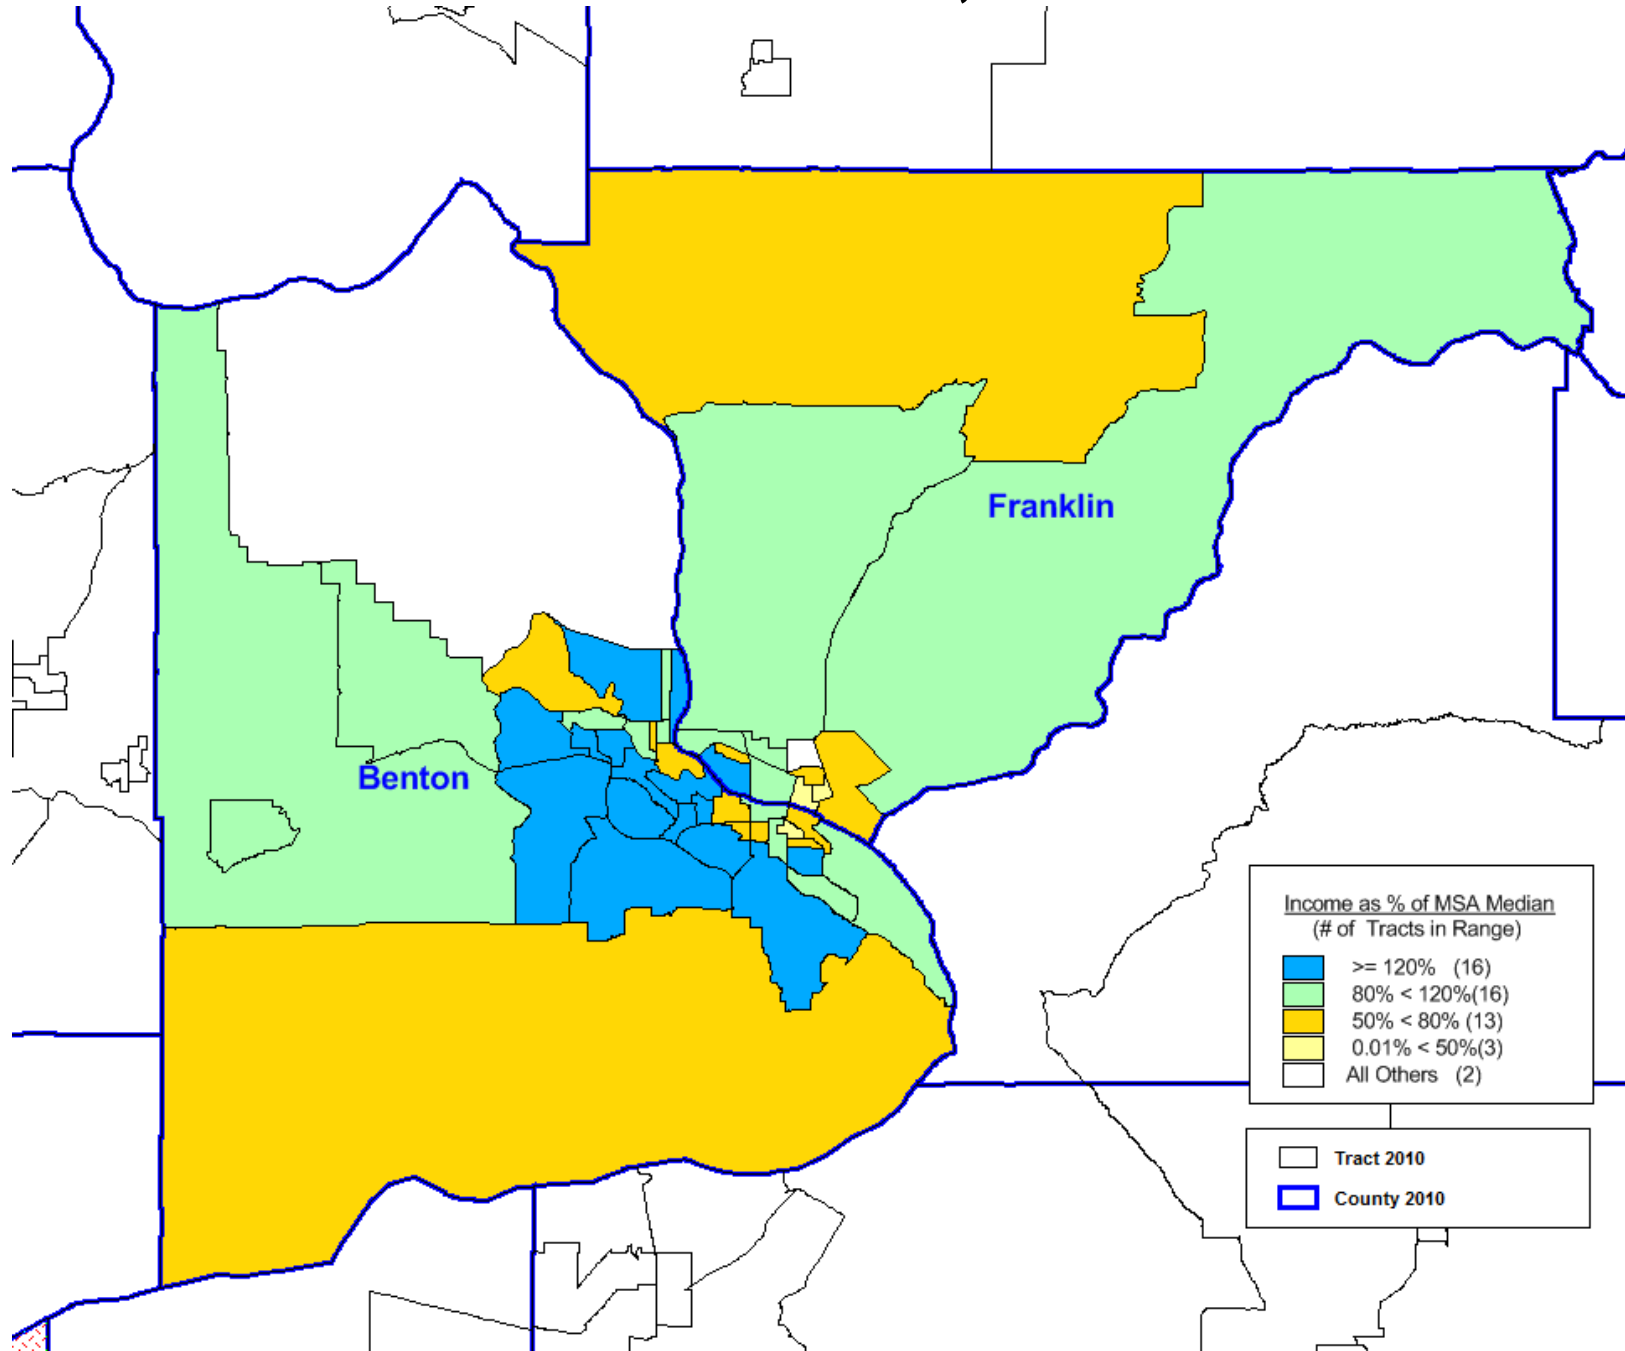 Franklin
Benton
Income as % of MSA Median
(# of Tracts in Range)
>= 120% (16)
80% < 120%(16)
50% < 80% (13)
0.01% < 50%(3)
All Others (2)
Tract 2010
County 2010